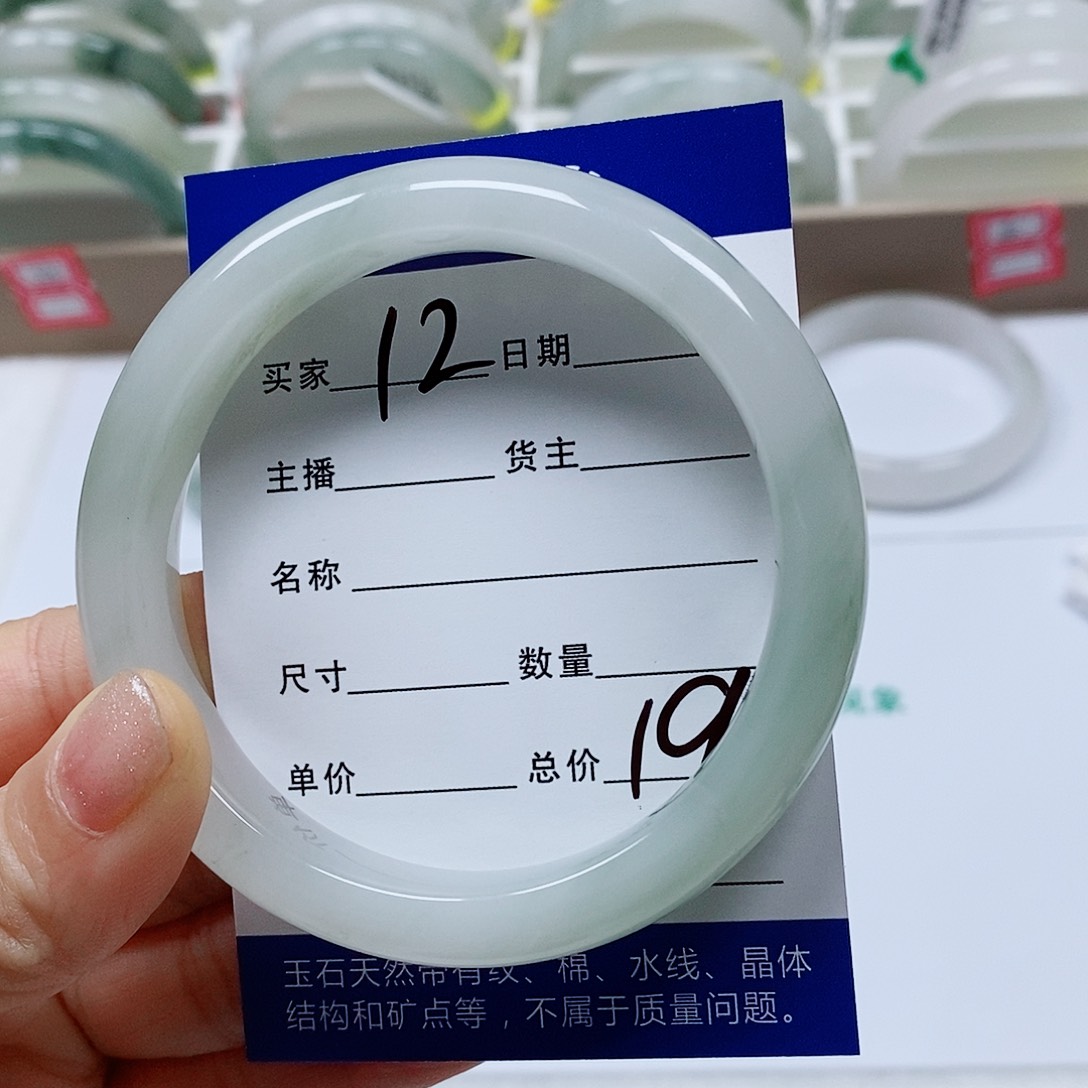 买家 12 日期
主播 货主
名称
尺寸 数量
单价 总价 19
玉石天然带有纹、棉、水线、晶体
结构和矿点等，不属于质量问题。